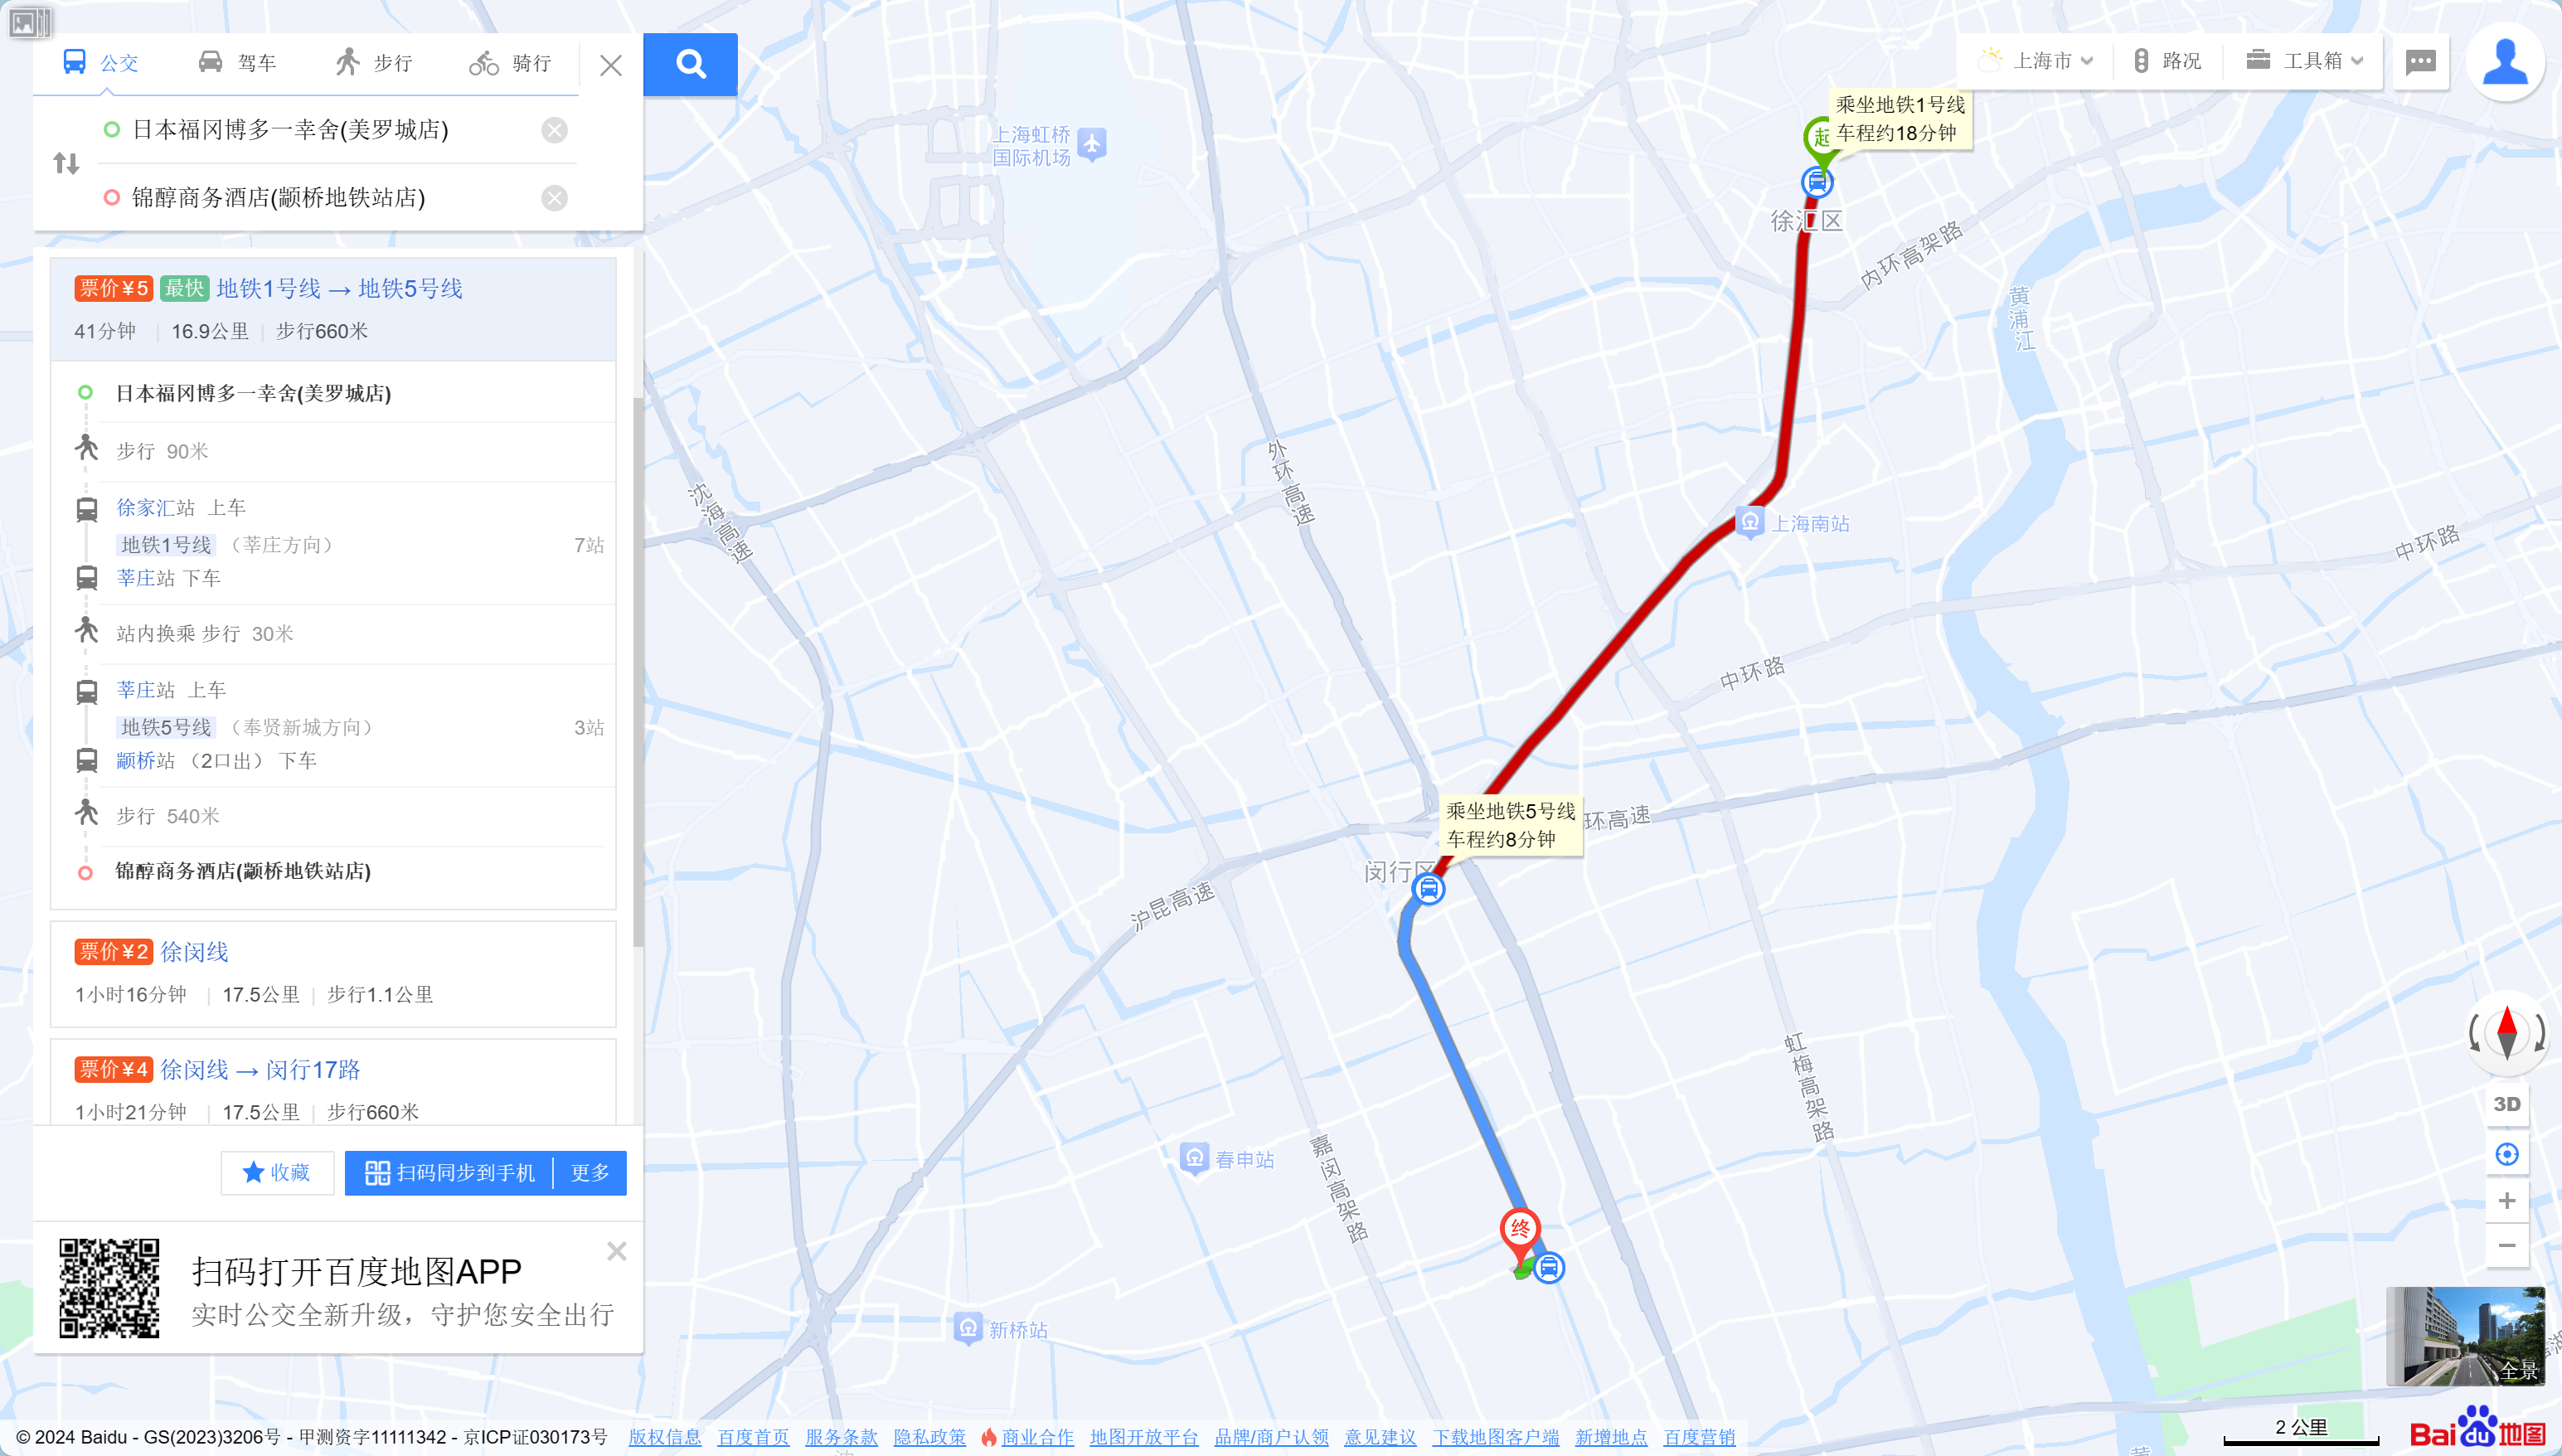 公交
驾车
步行
骑行
日本福冈博多一幸舍(美罗城店)
锦醇商务酒店(颛桥地铁站店)
票价¥5 最快 地铁1号线 → 地铁5号线
41分钟 | 16.9公里 | 步行660米
日本福冈博多一幸舍(美罗城店)
步行 90米
徐家汇站 上车
地铁1号线 （莘庄方向） 7站
莘庄站 下车
站内换乘 步行 30米
莘庄站 上车
地铁5号线 （奉贤新城方向） 3站
颛桥站 （2口出） 下车
步行 540米
锦醇商务酒店(颛桥地铁站店)
票价¥2 徐闵线
1小时16分钟 | 17.5公里 | 步行1.1公里
票价¥4 徐闵线 → 闵行17路
1小时21分钟 | 17.5公里 | 步行660米
收藏
扫码同步到手机
更多
扫码打开百度地图APP
实时公交全新升级，守护您安全出行
上海市
路况
工具箱
乘坐地铁1号线
车程约18分钟
起
上海虹桥
国际机场
徐汇区
内环高架路
黄浦江
外环高速
沈海高速
上海南站
中环路
中环路
乘坐地铁5号线
车程约8分钟
环高速
闵行区
沪昆高速
虹梅高架路
嘉闵高架路
春申站
终
新桥站
3D
全景
2 公里
Bai du 地图
© 2024 Baidu - GS(2023)3206号 - 甲测资字11111342 - 京ICP证030173号 版权信息 百度首页 服务条款 隐私政策 商业合作 地图开放平台 品牌/商户认领 意见建议 下载地图客户端 新增地点 百度营销